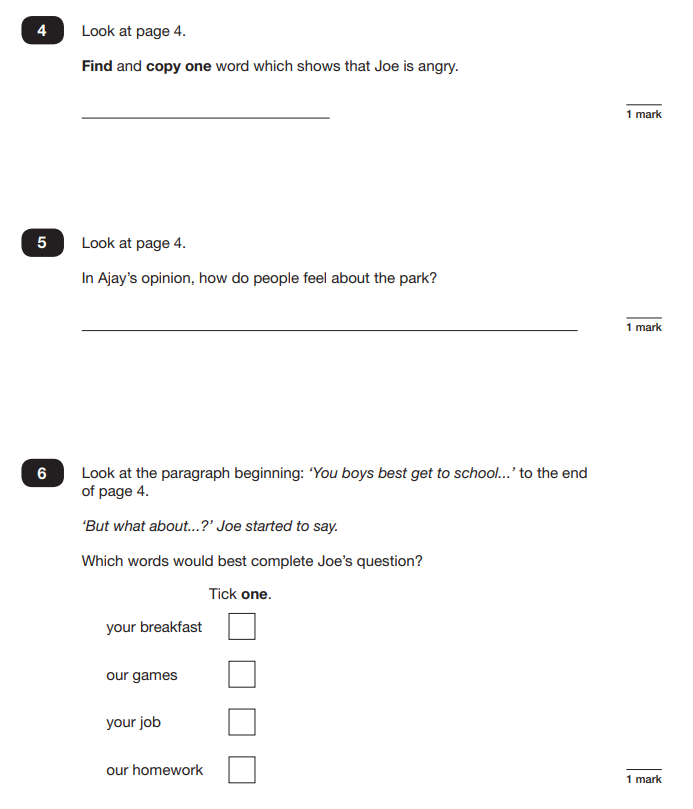 4
Look at page 4.
Find and copy one word which shows that Joe is angry.
1 mark
5
Look at page 4.
In Ajay’s opinion, how do people feel about the park?
1 mark
6
Look at the paragraph beginning: ‘You boys best get to school...’ to the end
of page 4.
‘But what about...?’ Joe started to say.
Which words would best complete Joe’s question?
Tick one.
your breakfast
our games
your job
our homework
1 mark